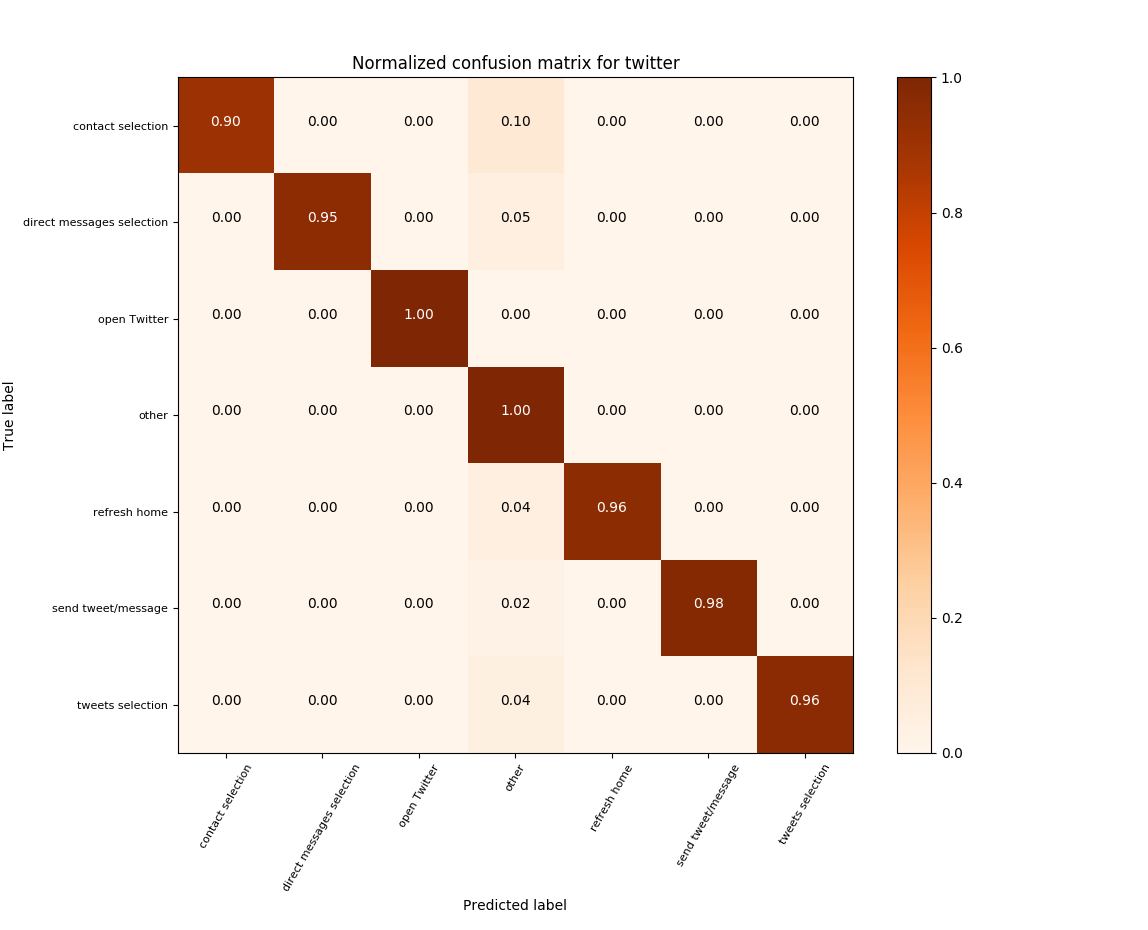 Normalized confusion matrix for twitter
contact selection 0.90 0.00 0.00 0.10 0.00 0.00 0.00
direct messages selection 0.00 0.95 0.00 0.05 0.00 0.00 0.00
open Twitter 0.00 0.00 1.00 0.00 0.00 0.00 0.00
other 0.00 0.00 0.00 1.00 0.00 0.00 0.00
refresh home 0.00 0.00 0.00 0.04 0.96 0.00 0.00
send tweet/message 0.00 0.00 0.00 0.02 0.00 0.98 0.00
tweets selection 0.00 0.00 0.00 0.04 0.00 0.00 0.96
True label
contact selection
direct messages selection
open Twitter
other
refresh home
send tweet/message
tweets selection
Predicted label
1.0
0.8
0.6
0.4
0.2
0.0